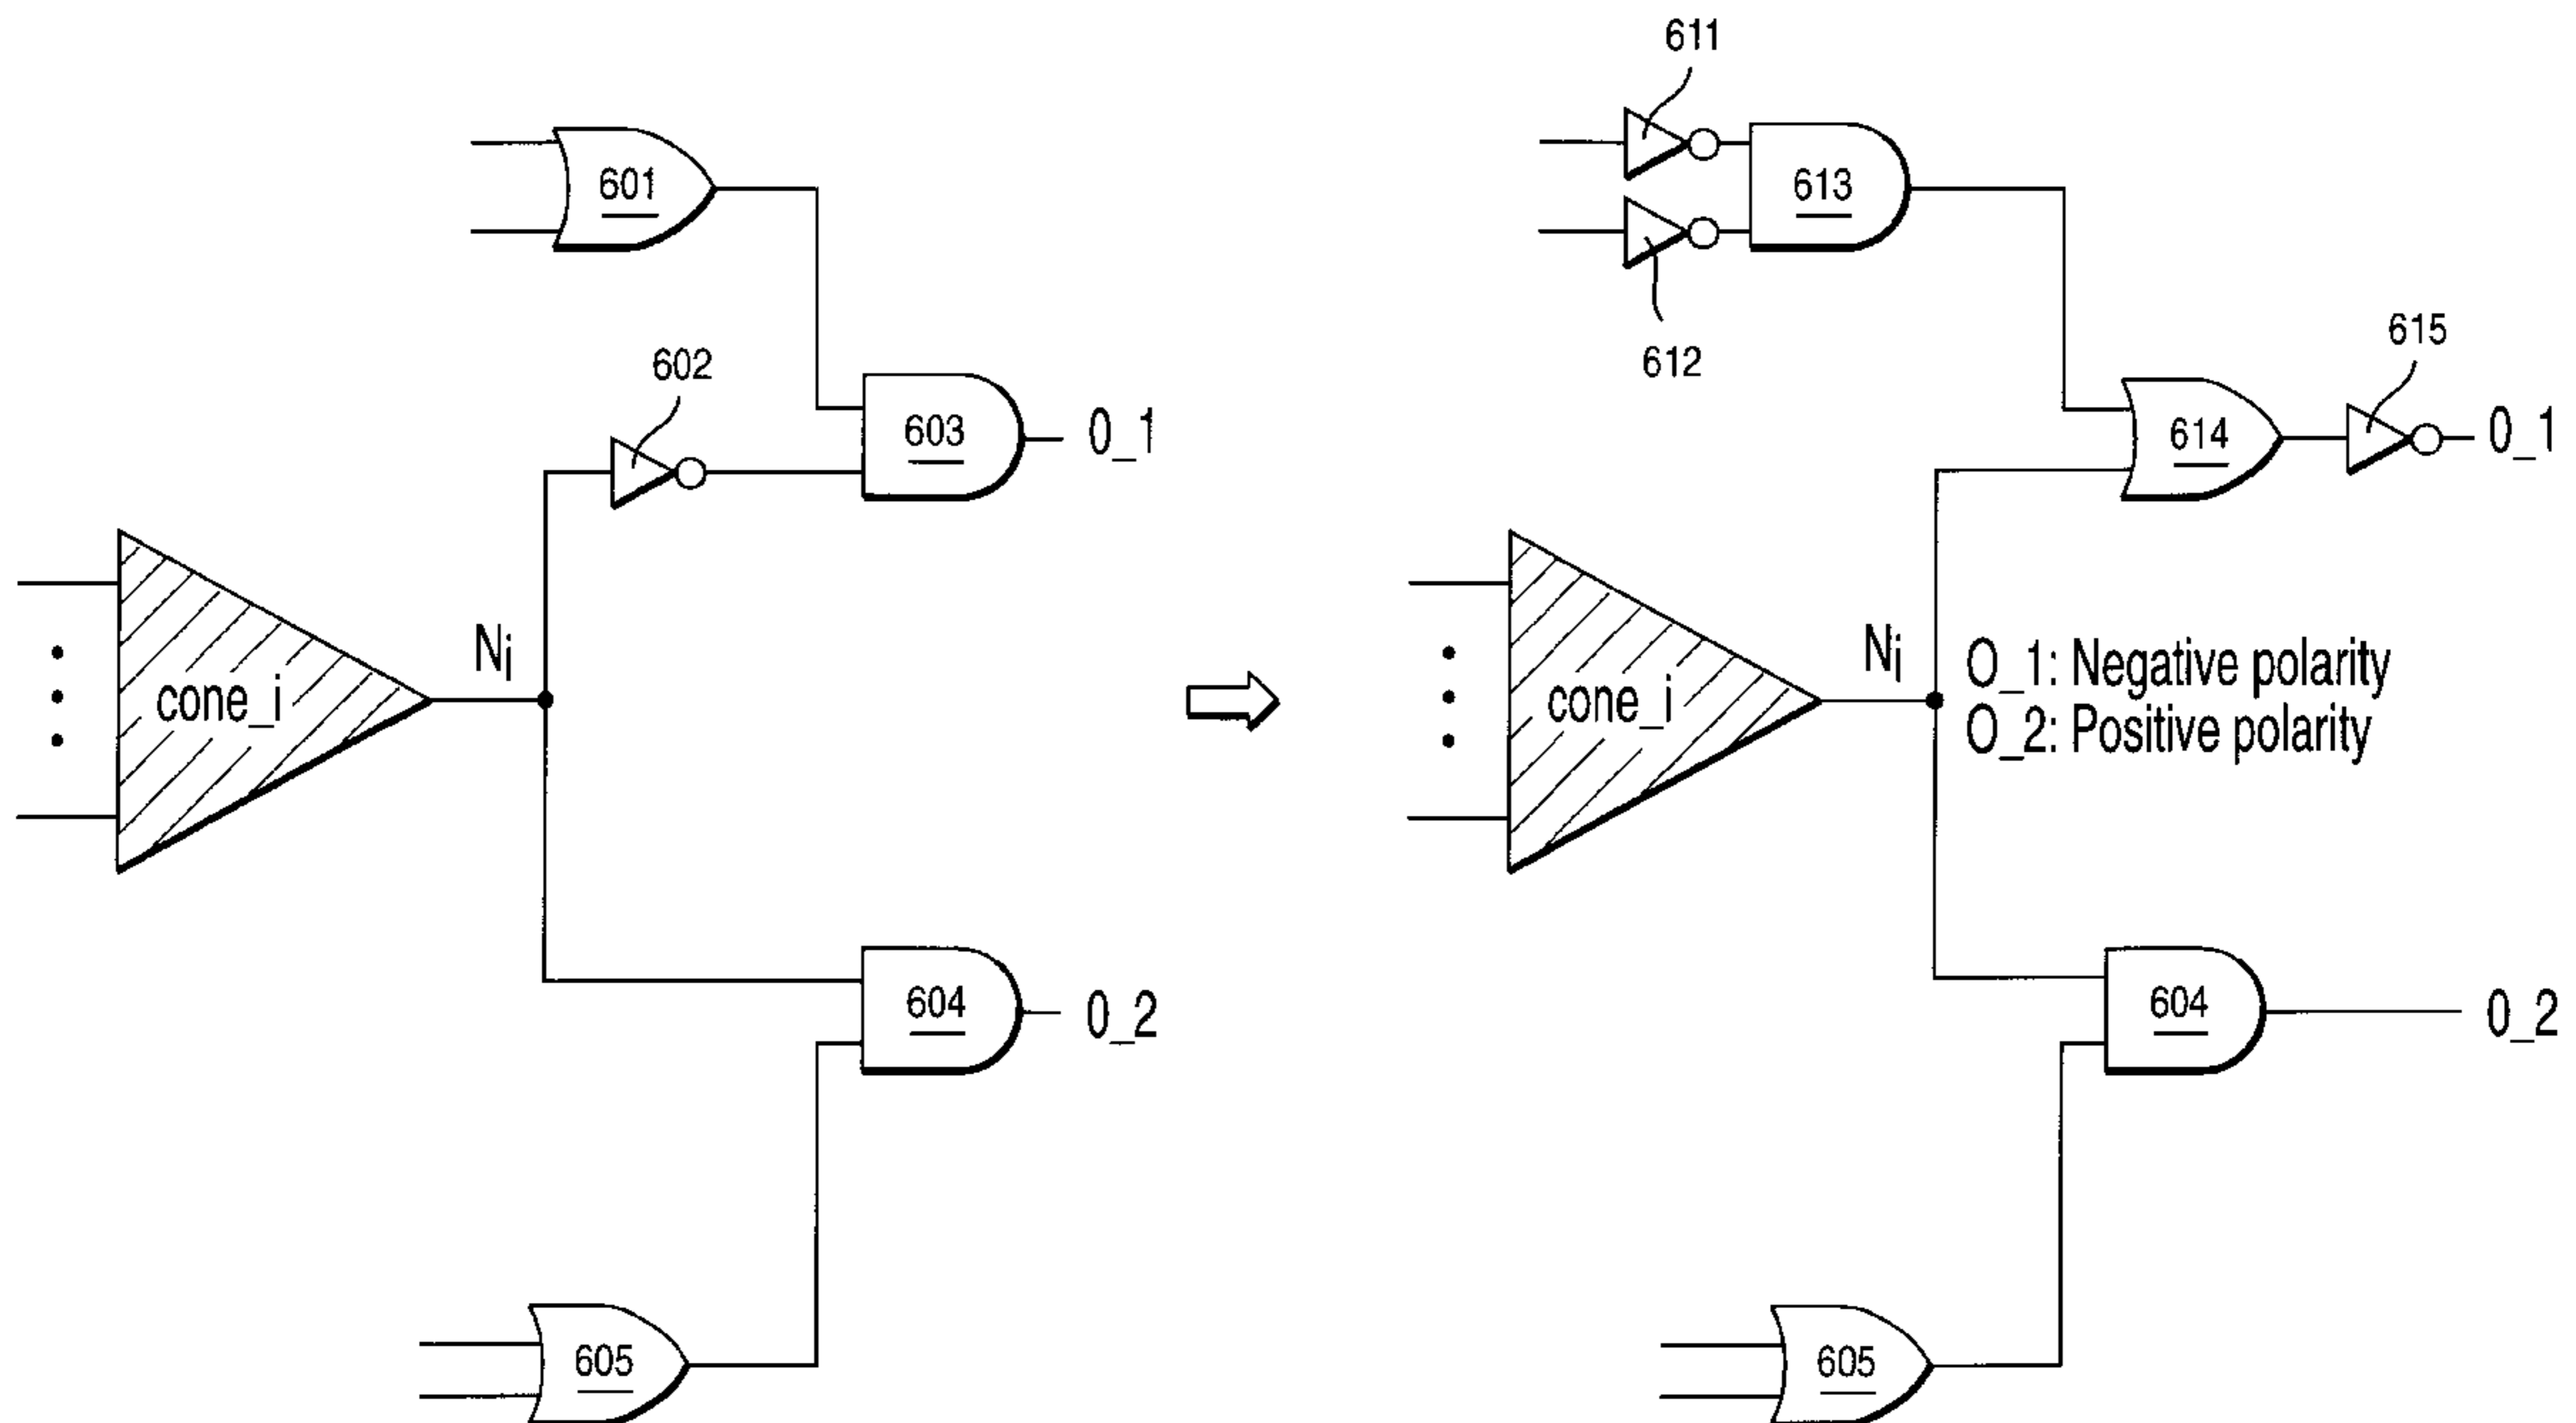 601
602
603
0_1
Ni
cone_i
604
0_2
605
611
613
612
615
614
0_1
Ni
O_1: Negative polarity
O_2: Positive polarity
cone_i
604
0_2
605